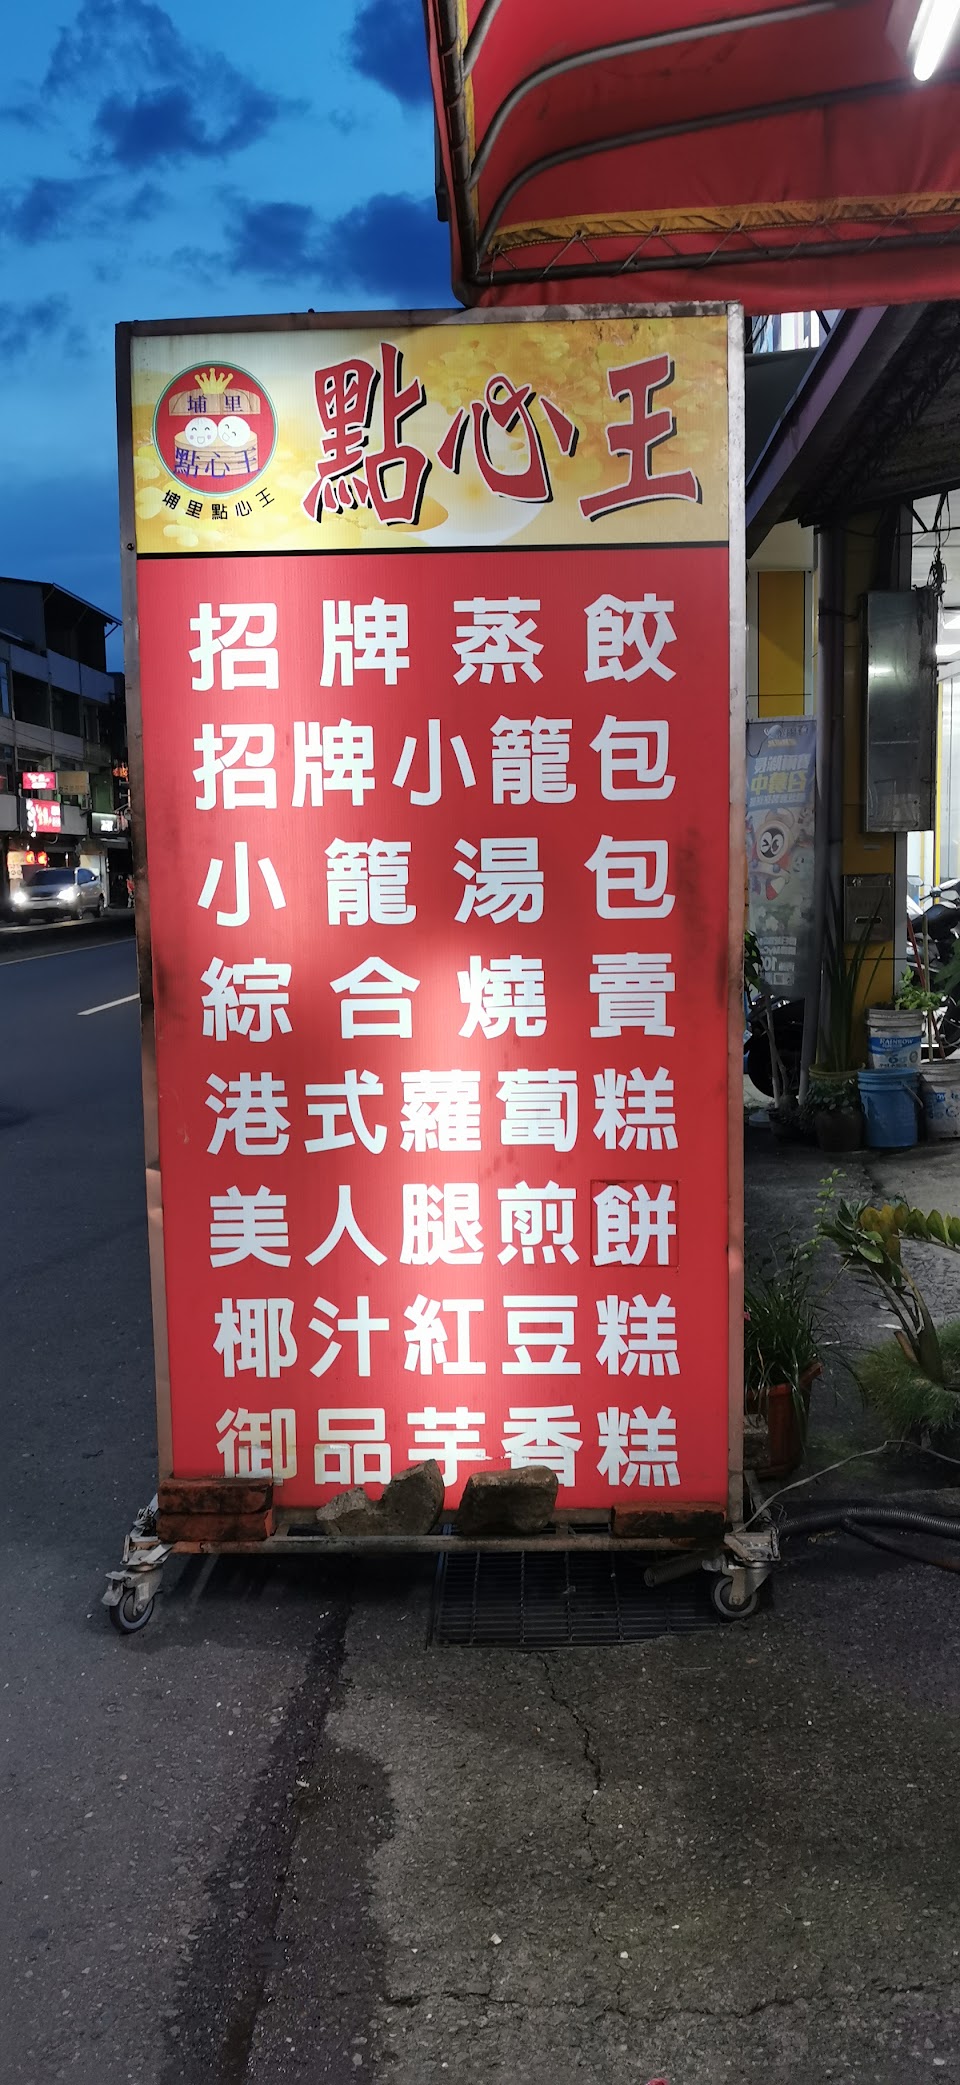 埔里
點心王
埔里點心王
點心王
招牌蒸餃
招牌小籠包
小籠湯包
綜合燒賣
港式蘿蔔糕
美人腿煎餅
椰汁紅豆糕
御品芋香糕
RAINBOW